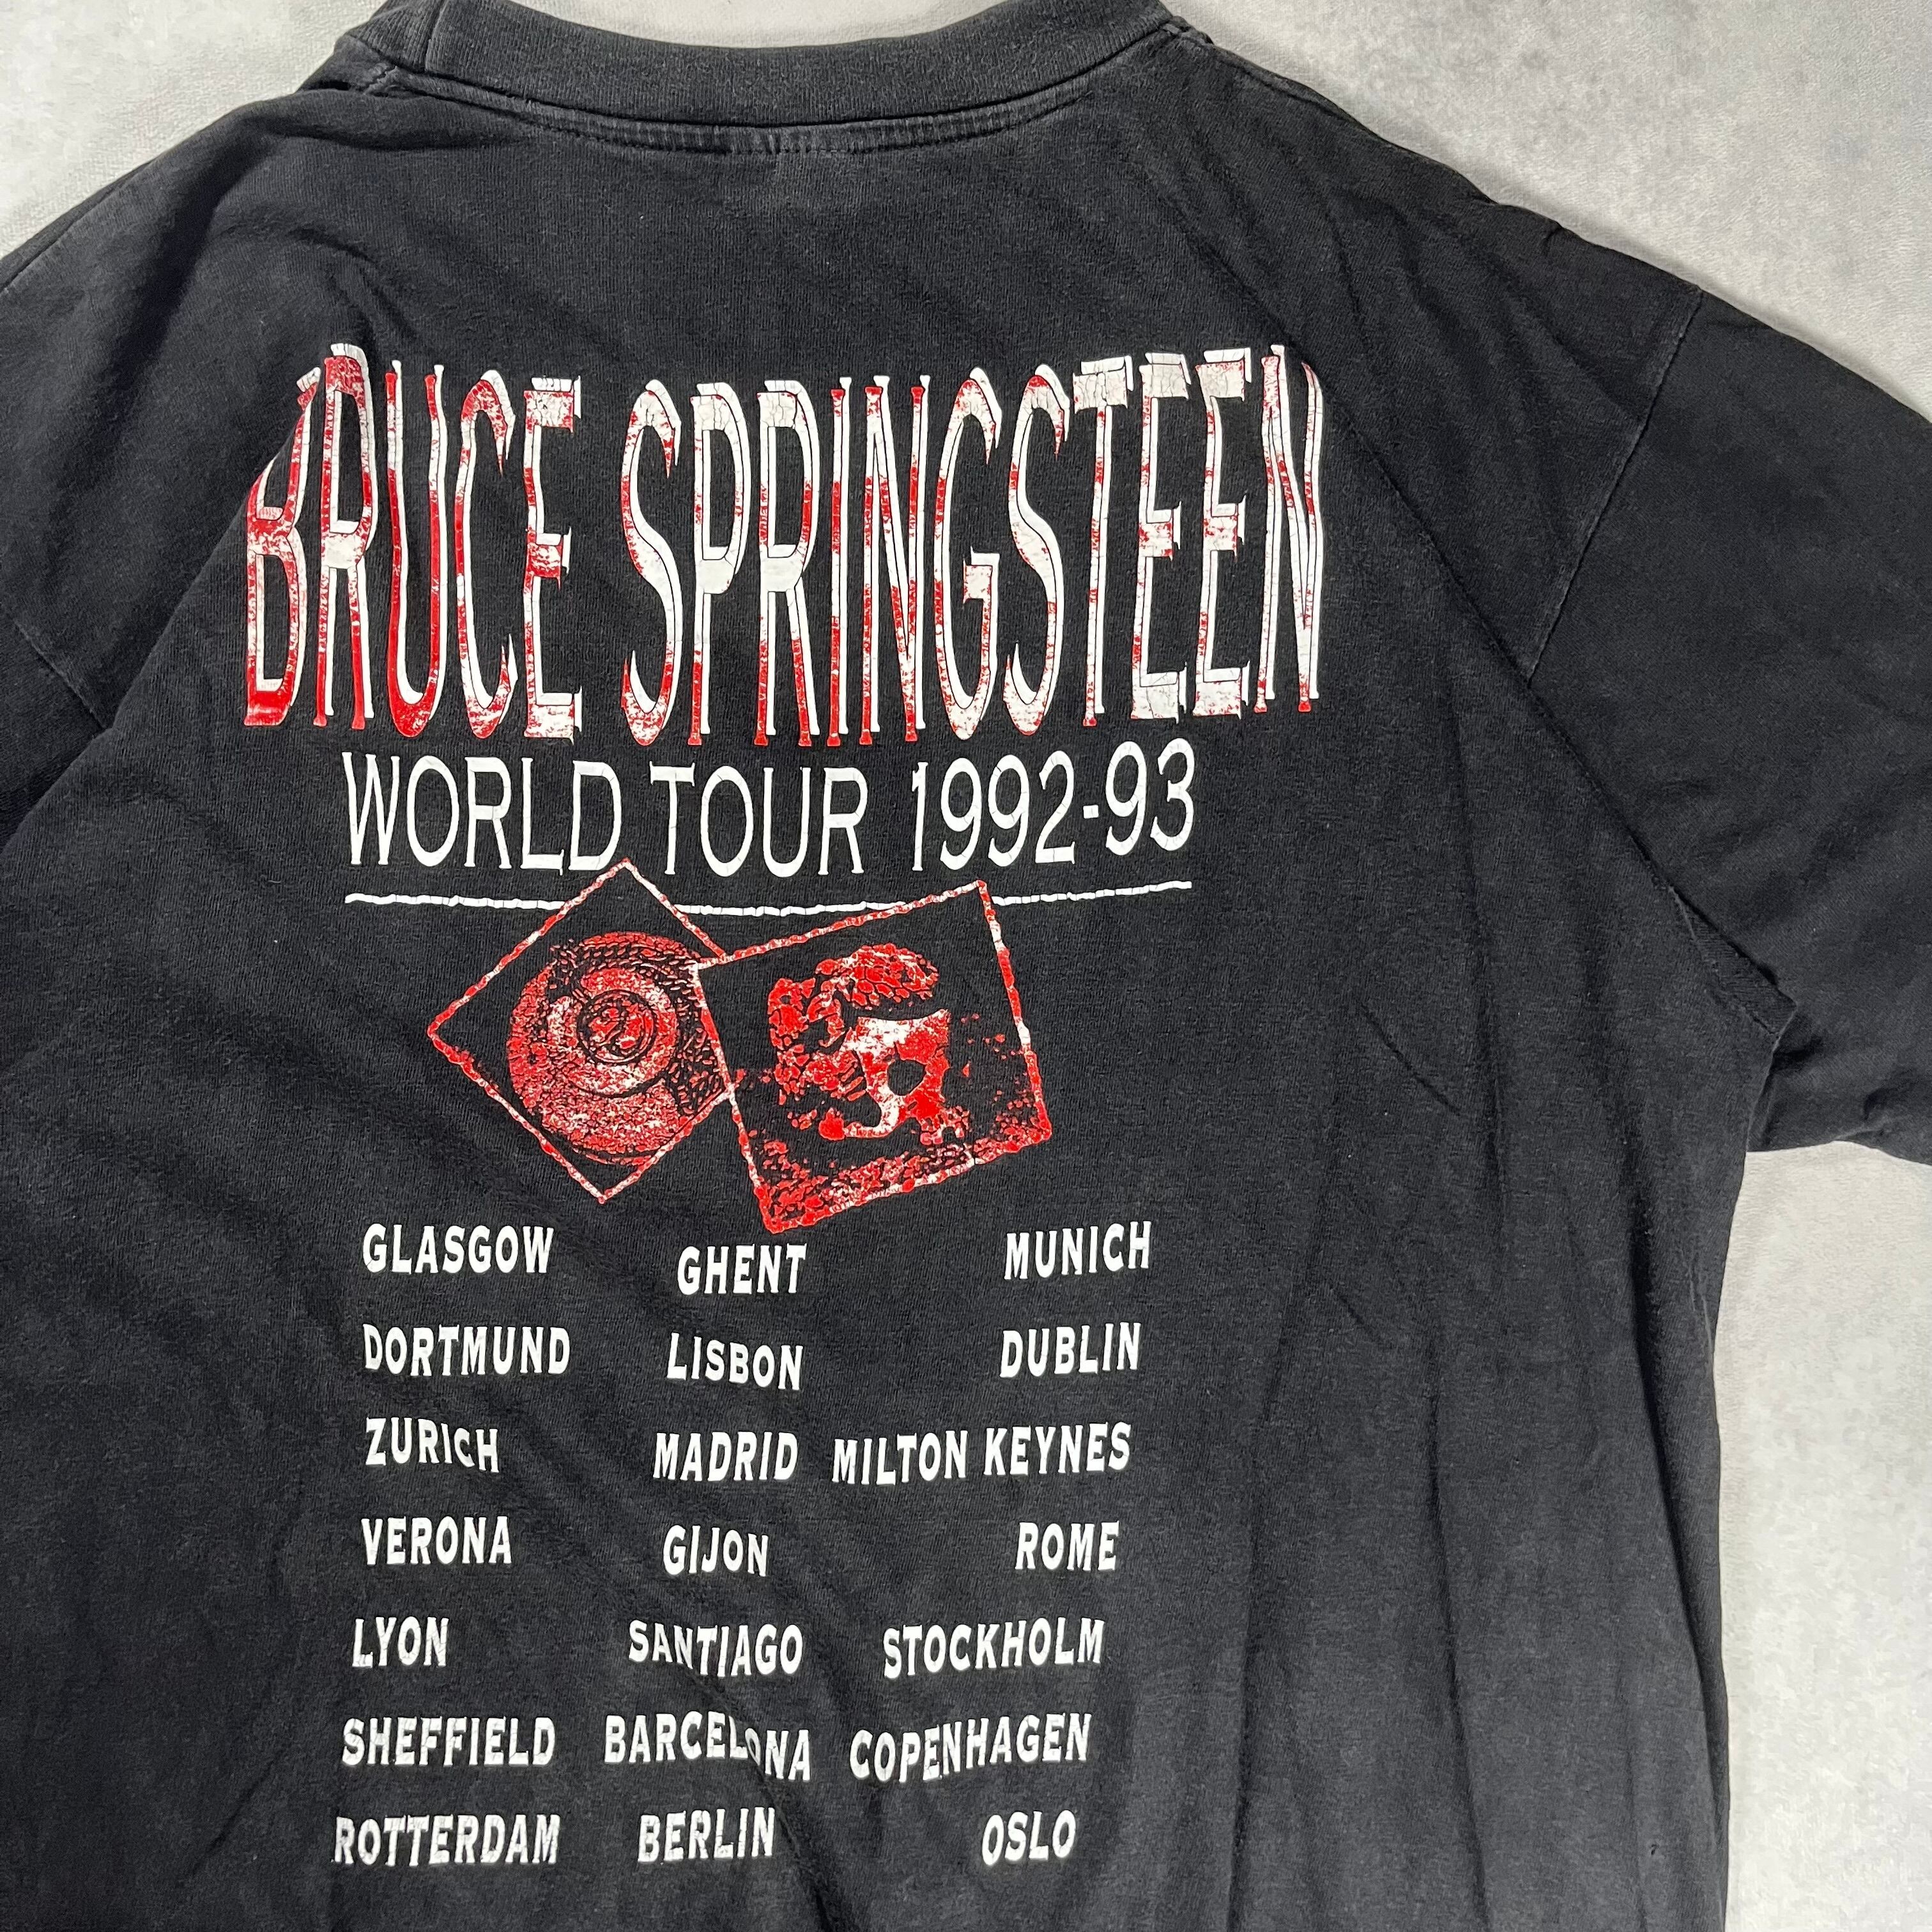 BRUCE SPRINGSTEEN
WORLD TOUR 1992-93
GLASGOW GHENT MUNICH
DORTMUND LISBON DUBLIN
ZURICH MADRID MILTON KEYNES
VERONA GIJON ROME
LYON SANTIAGO STOCKHOLM
SHEFFIELD BARCELONA COPENHAGEN
ROTTERDAM BERLIN OSLO